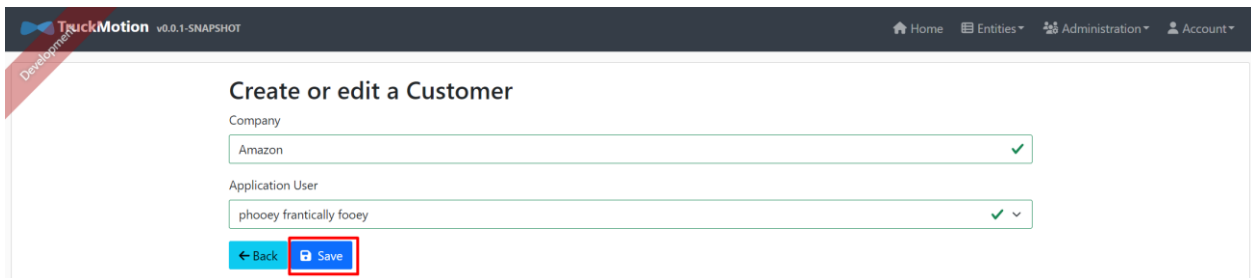 TruckMotion v0.0.1-SNAPSHOT
Home Entities Administration Account
Development
Create or edit a Customer
Company
Amazon
Application User
phooey frantically fooey
Back Save